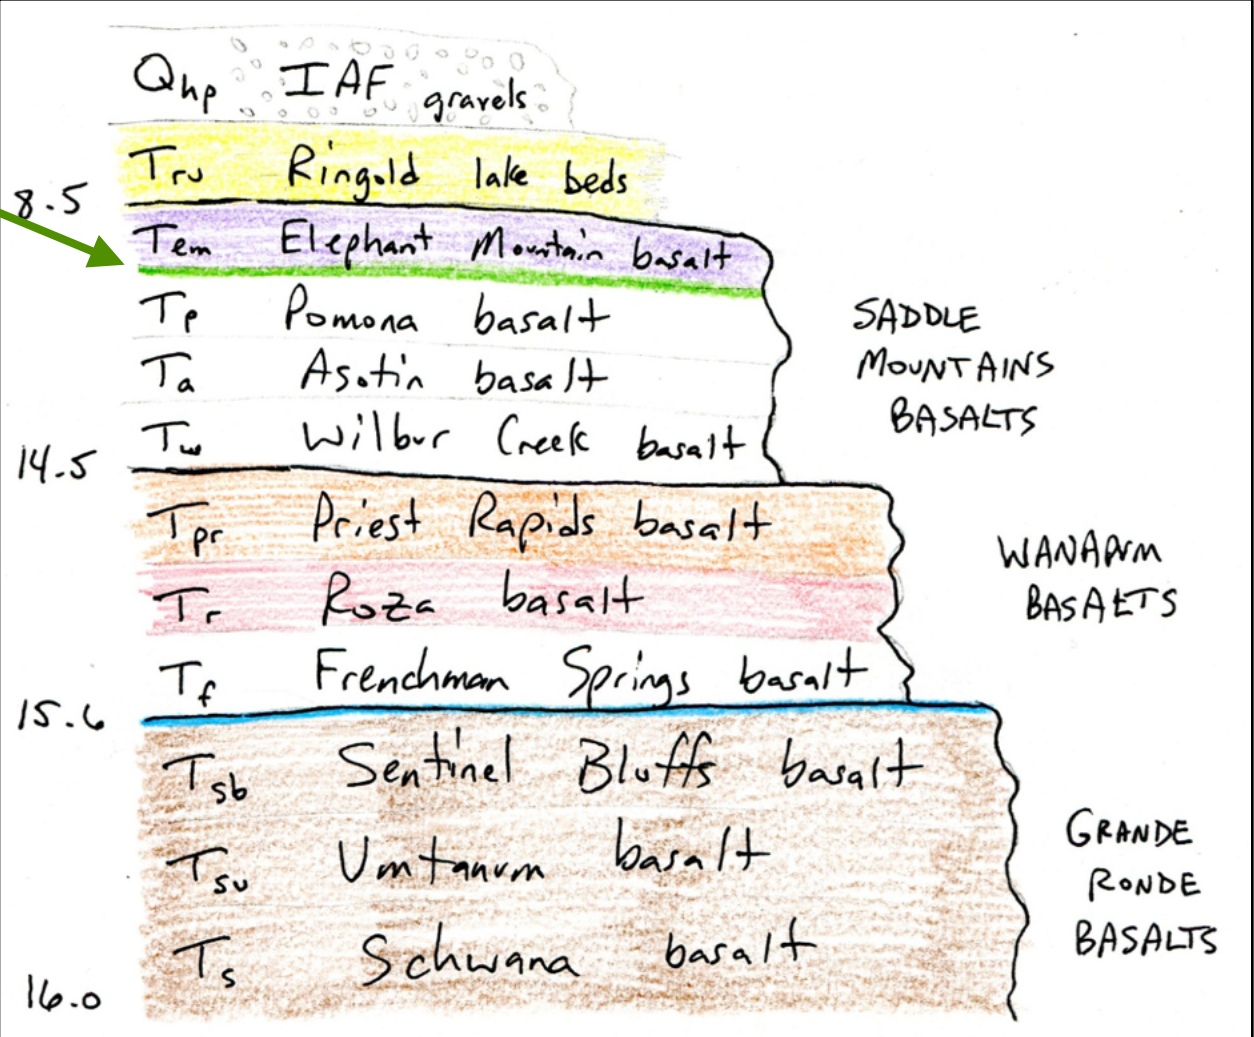 Qhp IAF gravels
Tru Ringold lake beds
8.5
Tem Elephant Mountain basalt
Tp Pomona basalt
SADDLE
MOUNTAINS
BASALTS
Ta Asotin basalt
Tw Wilbur Creek basalt
14.5
Tpr Priest Rapids basalt
WANAPUM
BASALTS
Tr Roza basalt
Tf Frenchman Springs basalt
15.6
Tsb Sentinel Bluffs basalt
GRANDE
RONDE
BASALTS
Tsu Umtanum basalt
Ts Schwana basalt
16.0